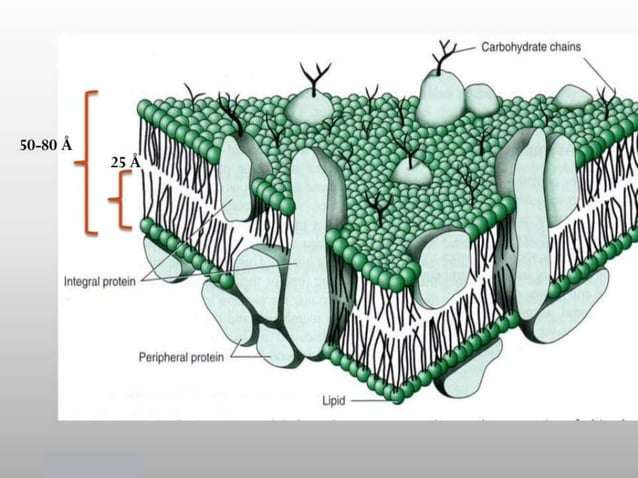 Carbohydrate chains
50-80 Å
25 Å
Integral protein
Peripheral protein
Lipid